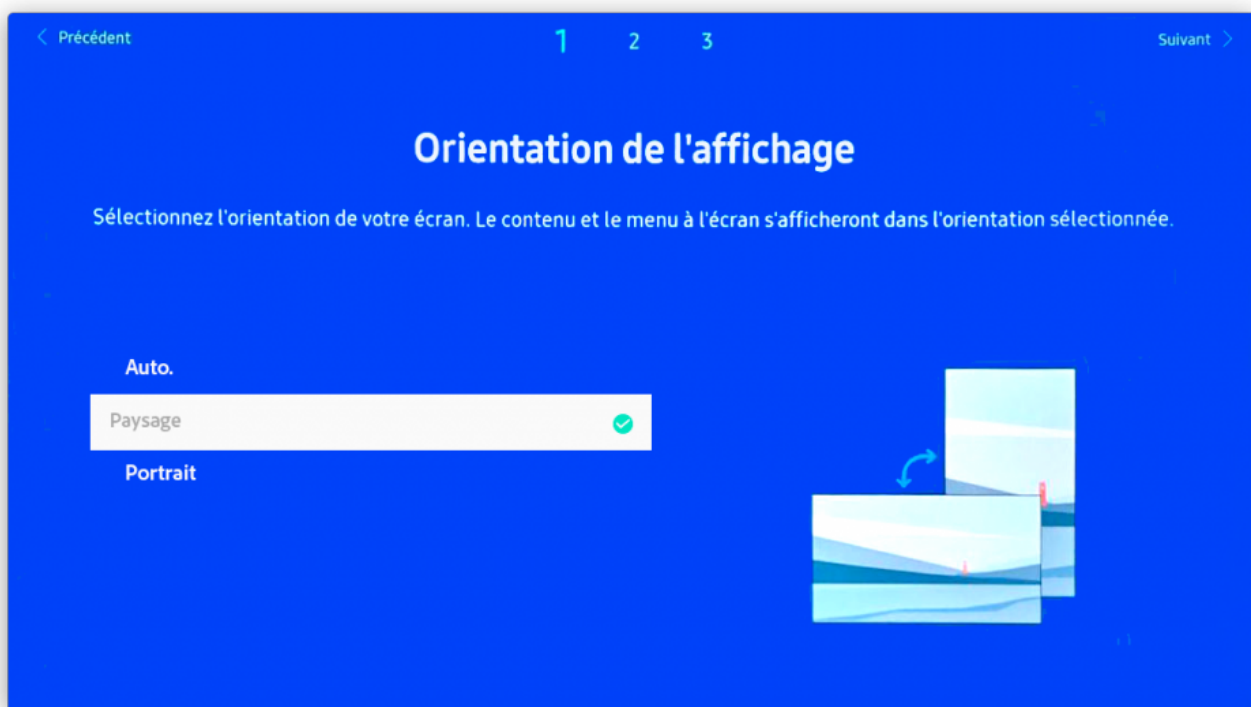 Précédent
1 2 3
Suivant
Orientation de l'affichage
Sélectionnez l'orientation de votre écran. Le contenu et le menu à l'écran s'afficheront dans l'orientation sélectionnée.
Auto.
Paysage
Portrait